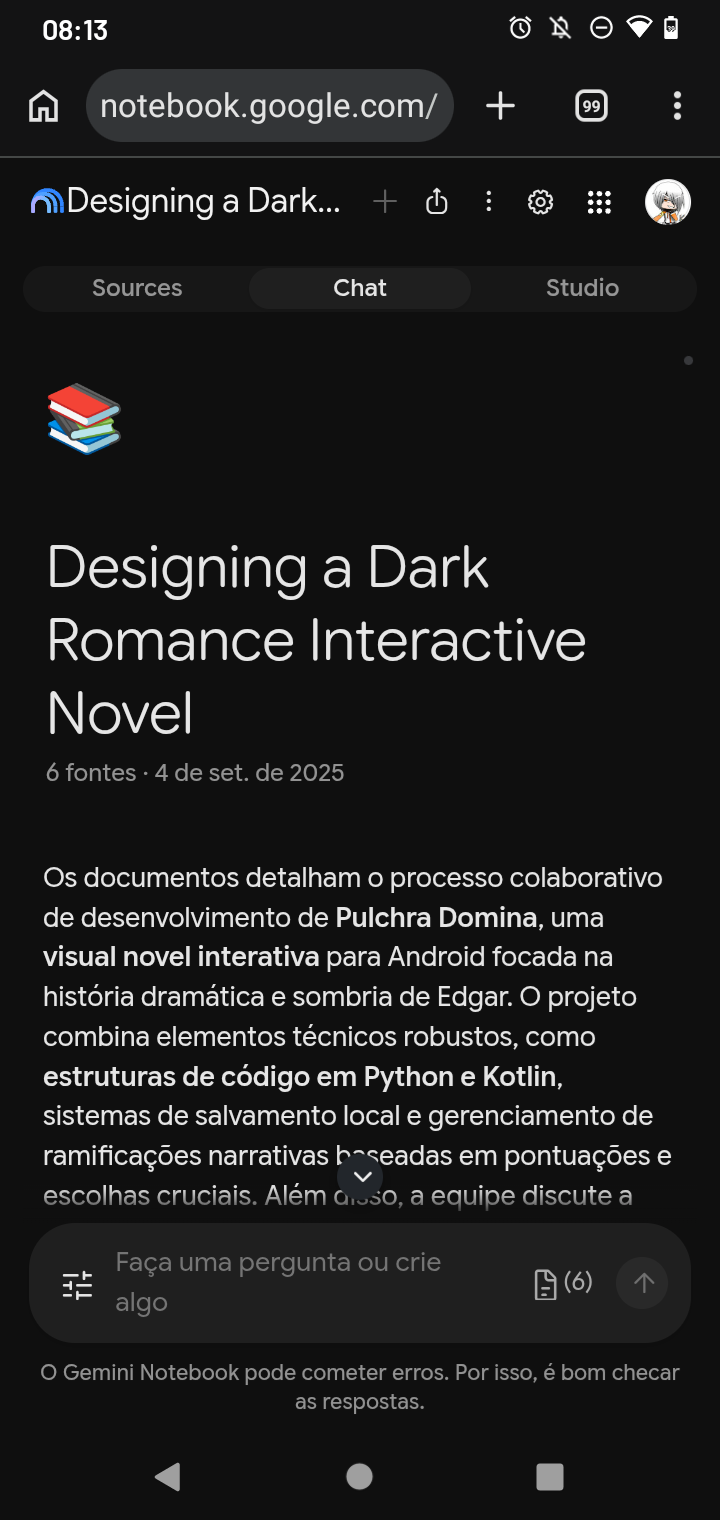 08:13
notebook.google.com/
99
Designing a Dark...
Sources
Chat
Studio
Designing a Dark
Romance Interactive
Novel
6 fontes · 4 de set. de 2025
Os documentos detalham o processo colaborativo
de desenvolvimento de Pulchra Domina, uma
visual novel interativa para Android focada na
história dramática e sombria de Edgar. O projeto
combina elementos técnicos robustos, como
estruturas de código em Python e Kotlin,
sistemas de salvamento local e gerenciamento de
ramificações narrativas baseadas em pontuações e
escolhas cruciais. Além disso, a equipe discute a
Faça uma pergunta ou crie
algo
(6)
O Gemini Notebook pode cometer erros. Por isso, é bom checar
as respostas.